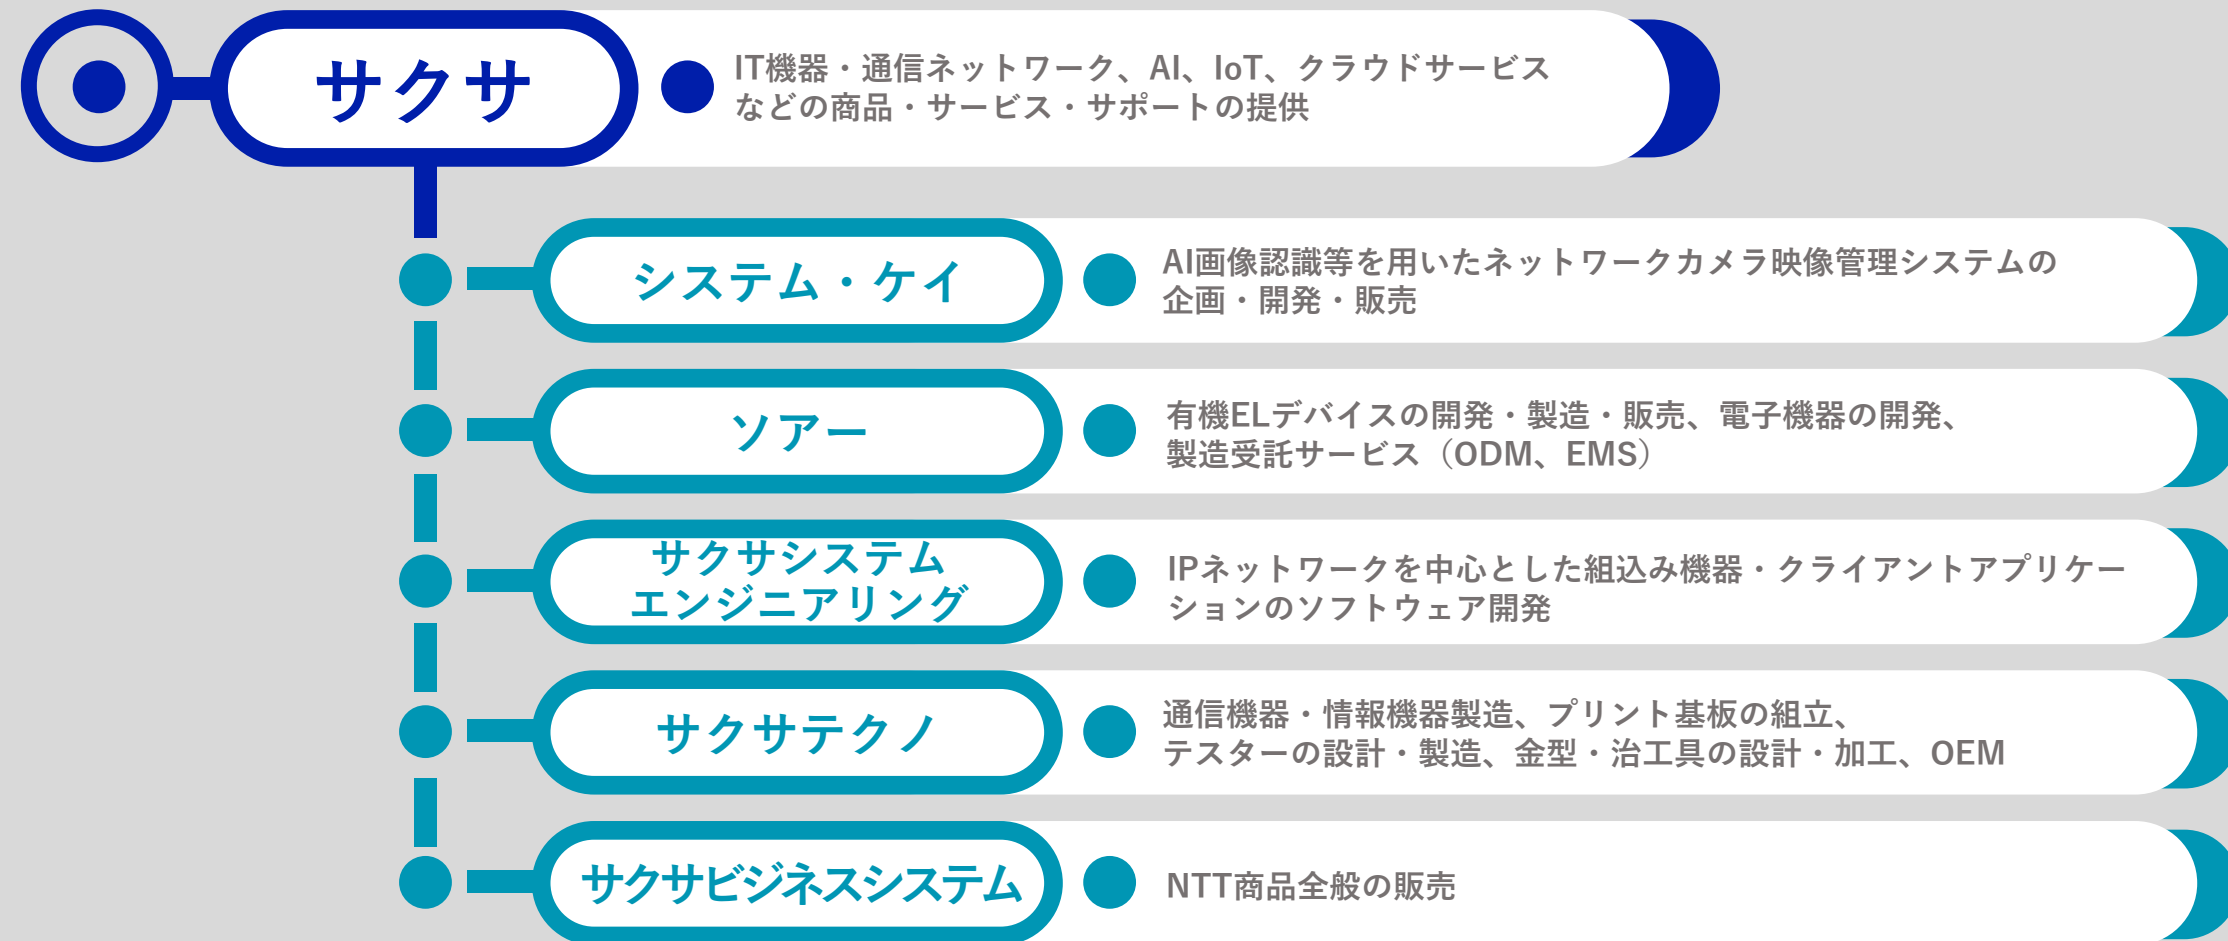 サクサ
IT機器・通信ネットワーク、AI、IoT、クラウドサービス
などの商品・サービス・サポートの提供
システム・ケイ
AI画像認識等を用いたネットワークカメラ映像管理システムの
企画・開発・販売
ソアー
有機ELデバイスの開発・製造・販売、電子機器の開発、
製造受託サービス（ODM、EMS）
サクサシステム
エンジニアリング
IPネットワークを中心とした組込み機器・クライアントアプリケー
ションのソフトウェア開発
サクサテクノ
通信機器・情報機器製造、プリント基板の組立、
テスターの設計・製造、金型・治工具の設計・加工、OEM
サクサビジネスシステム
NTT商品全般の販売